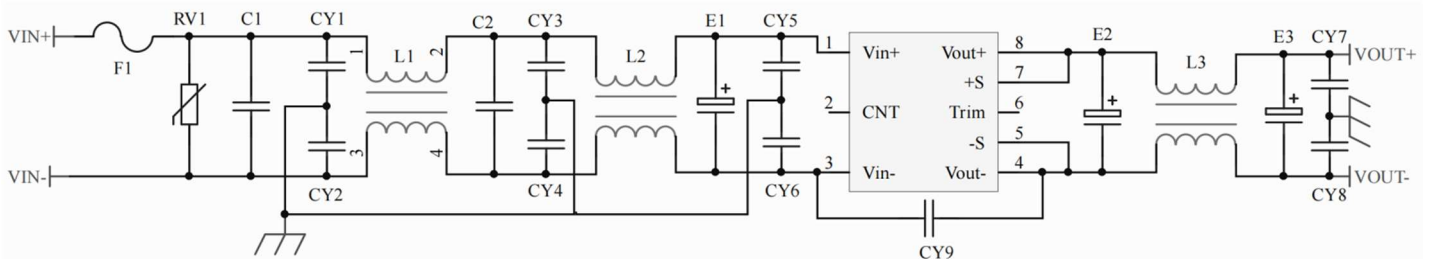 RV1 C1 CY1 C2 CY3 E1 CY5 E2 E3 CY7
VIN+ F1 1 L1 2 L2 1 Vin+ Vout+ 8 L3 VOUT+
+S 7
+ 2 CNT Trim 6 + +
3 4 -S 5
VIN- CY2 CY4 CY6 3 Vin- Vout- 4 CY8 VOUT-
CY9